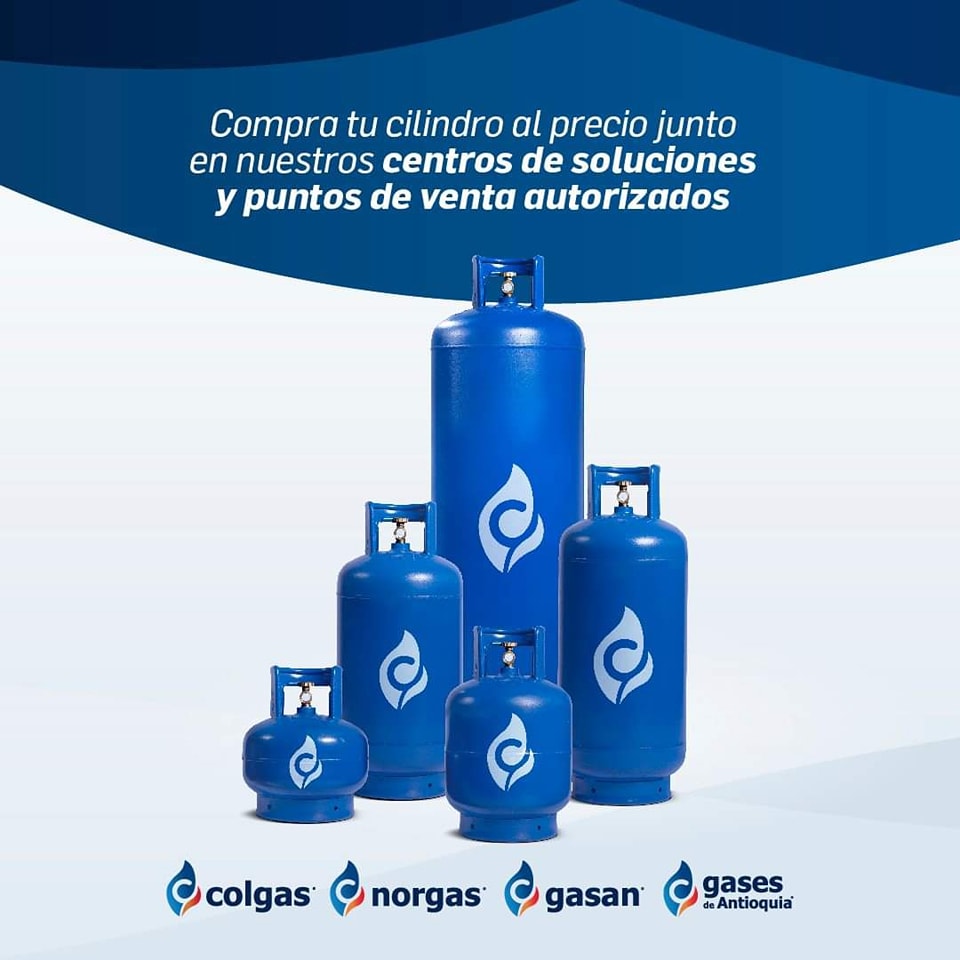 Compra tu cilindro al precio junto
en nuestros centros de soluciones
y puntos de venta autorizados
colgas
norgas
gasan
gases
de Antioquia